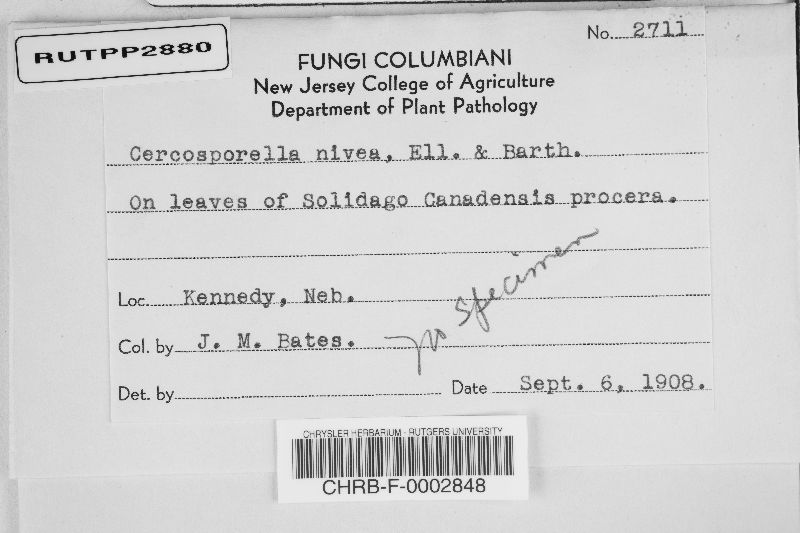 RUTPP2880
No. 2711
FUNGI COLUMBIANI
New Jersey College of Agriculture
Department of Plant Pathology
Cercosporella nivea, Ell. & Barth.
On leaves of Solidago Canadensis procera.
Loc. Kennedy, Neb.
no specimen
Col. by J. M. Bates.
Det. by
Date Sept. 6, 1908.
CHRYSLER HERBARIUM - RUTGERS UNIVERSITY
CHRB-F-0002848